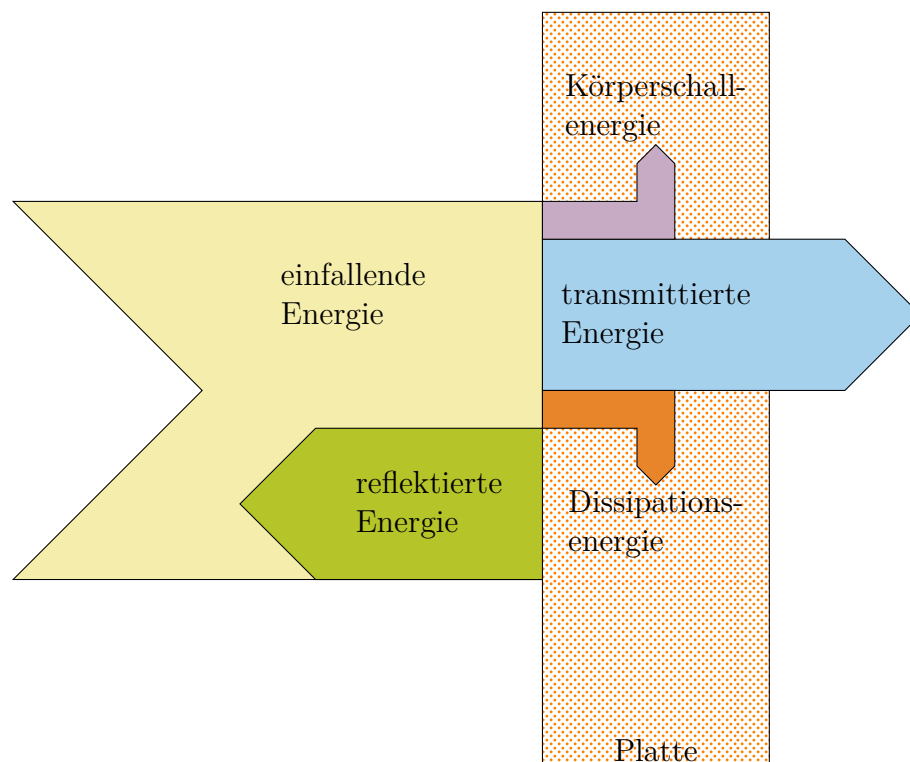 Körperschall-
energie
einfallende
Energie
transmittierte
Energie
reflektierte
Energie
Dissipations-
energie
Platte